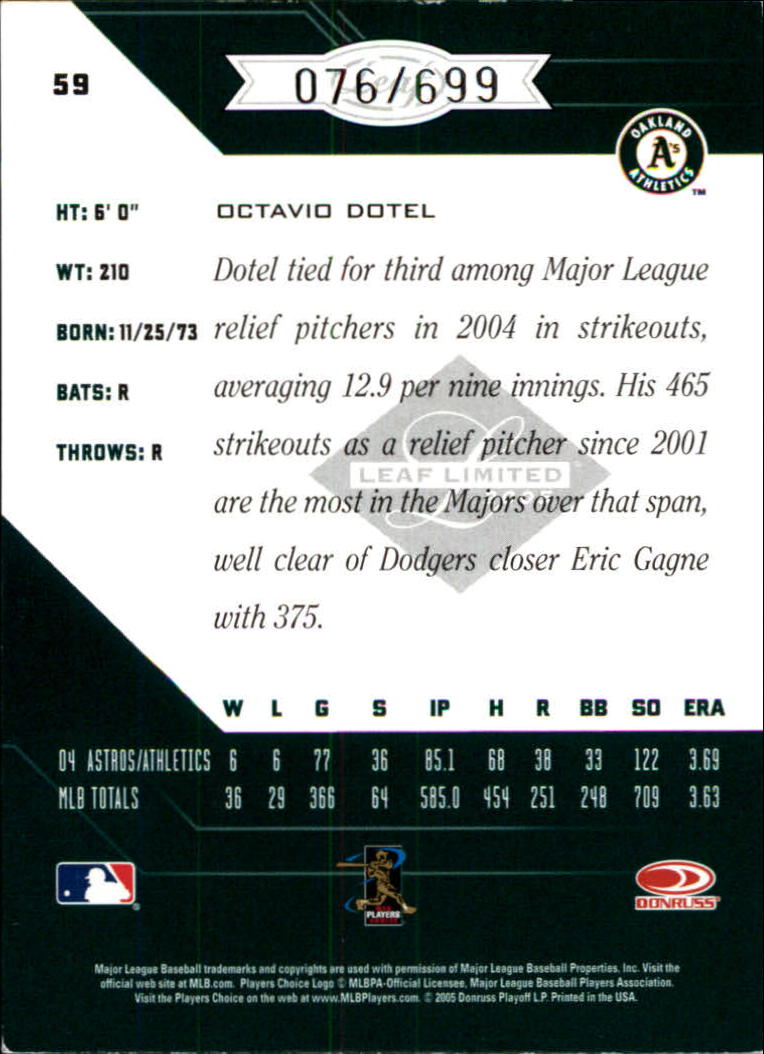 59
076/699
OAKLAND
A's
ATHLETICS
TM
HT: 6' 0"
OCTAVIO DOTEL
WT: 210
BORN: 11/25/73
BATS: R
THROWS: R
Dotel tied for third among Major League
relief pitchers in 2004 in strikeouts,
averaging 12.9 per nine innings. His 465
strikeouts as a relief pitcher since 2001
are the most in the Majors over that span,
well clear of Dodgers closer Eric Gagne
with 375.
LEAF LIMITED
W L G S IP H R BB SO ERA
04 ASTROS/ATHLETICS 6 6 77 36 85.1 68 38 33 122 3.69
MLB TOTALS 36 29 366 64 585.0 454 251 248 709 3.63
PLAYERS
DONRUSS
Major League Baseball trademarks and copyrights are used with permission of Major League Baseball Properties, Inc. Visit the
official web site at MLB.com. Players Choice Logo © MLBPA-Official Licensee, Major League Baseball Players Association.
Visit the Players Choice on the web at www.MLBPlayers.com. © 2005 Donruss Playoff L.P. Printed in the USA.